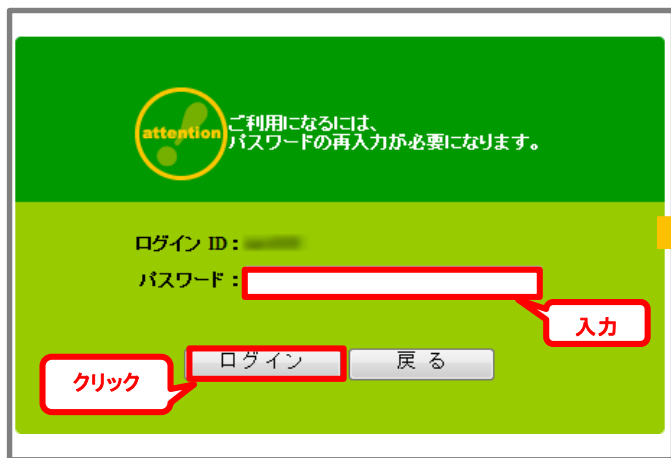 attention
ご利用になるには、
パスワードの再入力が必要になります。
ログイン ID：
パスワード：
入力
ログイン
戻る
クリック